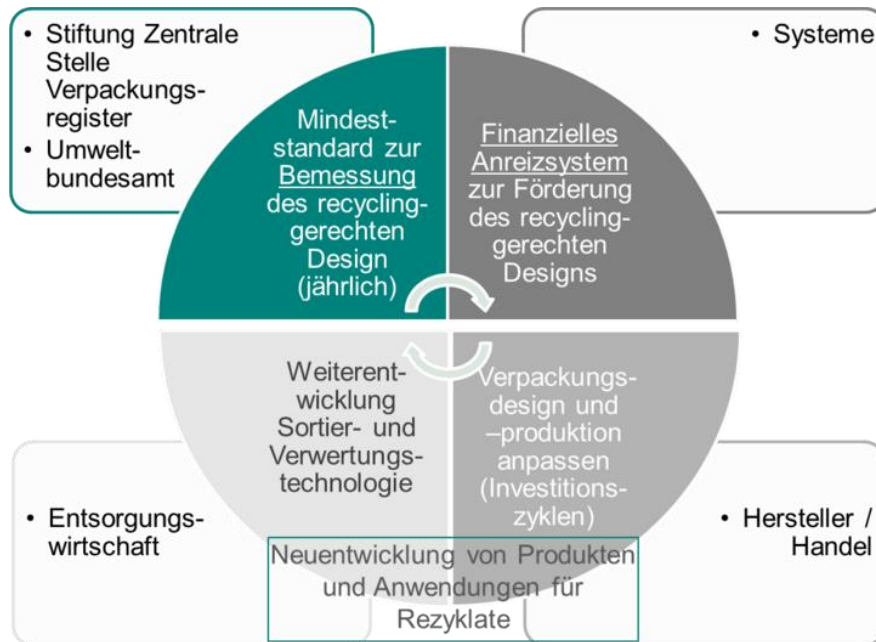 • Stiftung Zentrale
Stelle
Verpackungs-
register
• Umwelt-
bundesamt
• Systeme
Mindest-
standard zur
Bemessung
des recycling-
gerechten
Design
(jährlich)
Finanzielles
Anreizsystem
zur Förderung
des recycling-
gerechten
Designs
Weiterent-
wicklung
Sortier- und
Verwertungs-
technologie
Verpackungs-
design und
–produktion
anpassen
(Investitions-
zyklen)
• Entsorgungs-
wirtschaft
• Hersteller /
Handel
Neuentwicklung von Produkten
und Anwendungen für
Rezyklate